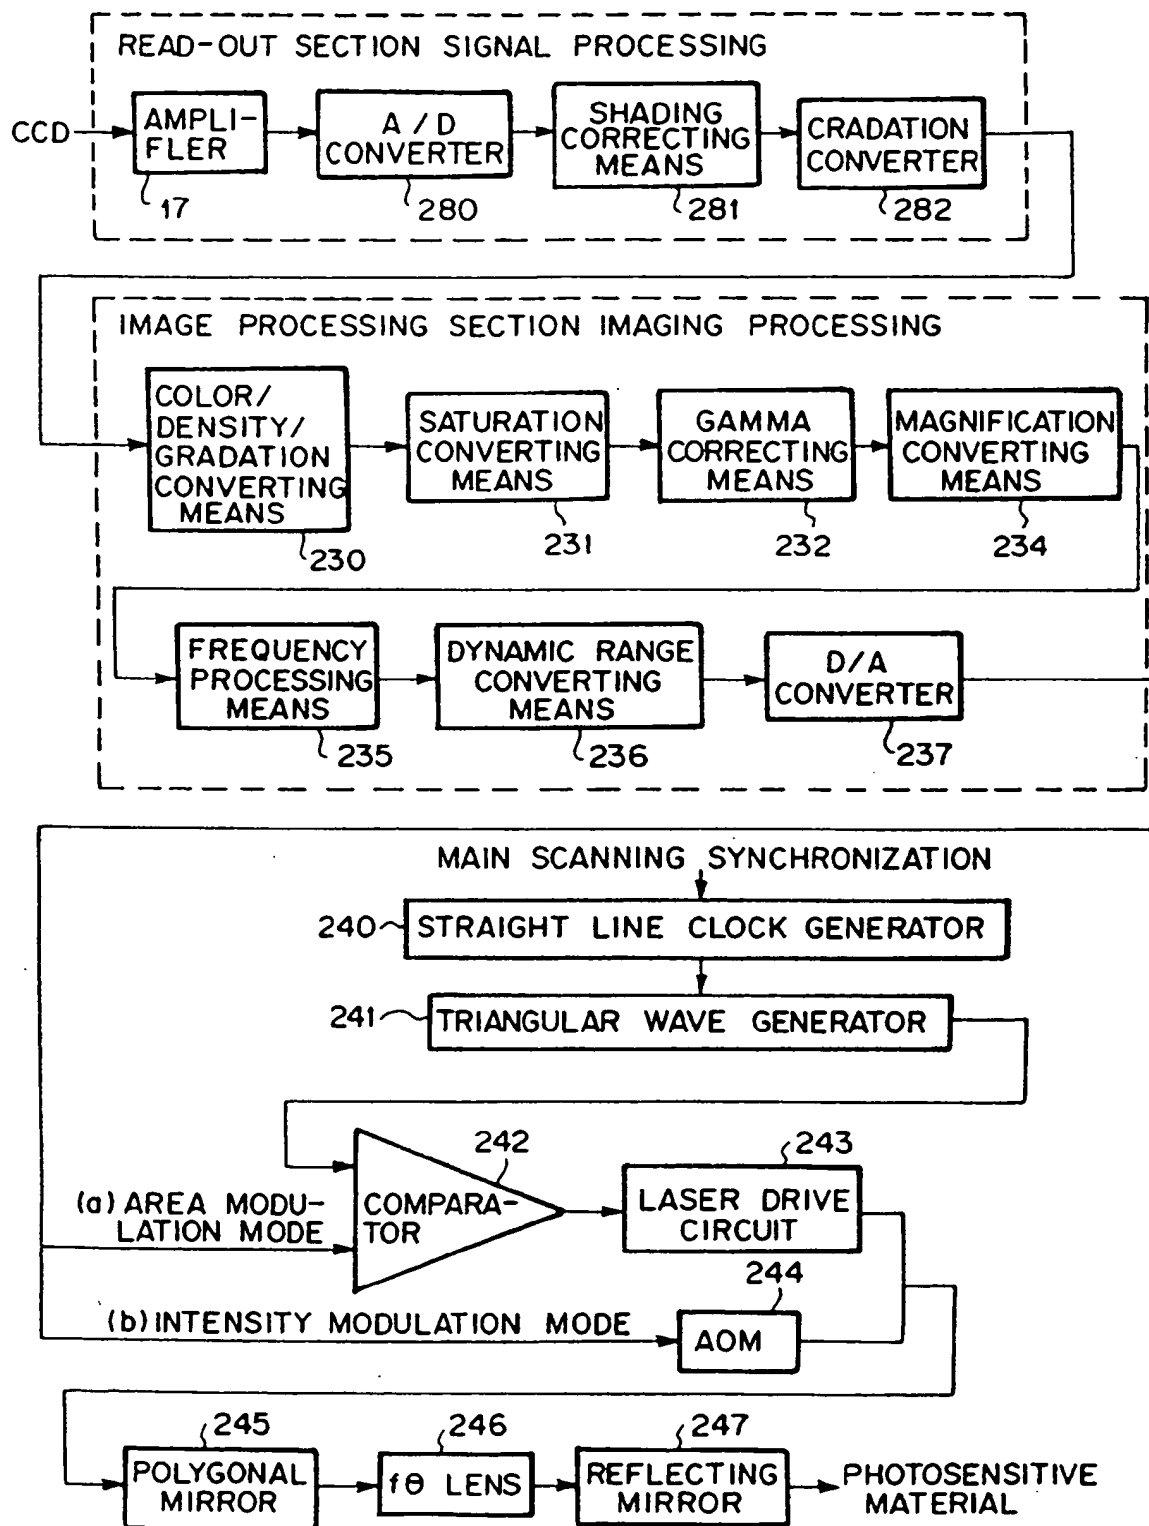 READ-OUT SECTION SIGNAL PROCESSING
CCD
AMPLI-
FLER
17
A/D
CONVERTER
280
SHADING
CORRECTING
MEANS
281
CRADATION
CONVERTER
282
IMAGE PROCESSING SECTION IMAGING PROCESSING
COLOR/
DENSITY/
GRADATION
CONVERTING
MEANS
230
SATURATION
CONVERTING
MEANS
231
GAMMA
CORRECTING
MEANS
232
MAGNIFICATION
CONVERTING
MEANS
234
FREQUENCY
PROCESSING
MEANS
235
DYNAMIC RANGE
CONVERTING
MEANS
236
D/A
CONVERTER
237
MAIN SCANNING SYNCHRONIZATION
240
STRAIGHT LINE CLOCK GENERATOR
241
TRIANGULAR WAVE GENERATOR
242
COMPARA-
TOR
(a) AREA MODU-
LATION MODE
243
LASER DRIVE
CIRCUIT
244
(b) INTENSITY MODULATION MODE
AOM
245
POLYGONAL
MIRROR
246
fθ LENS
247
REFLECTING
MIRROR
PHOTOSENSITIVE
MATERIAL